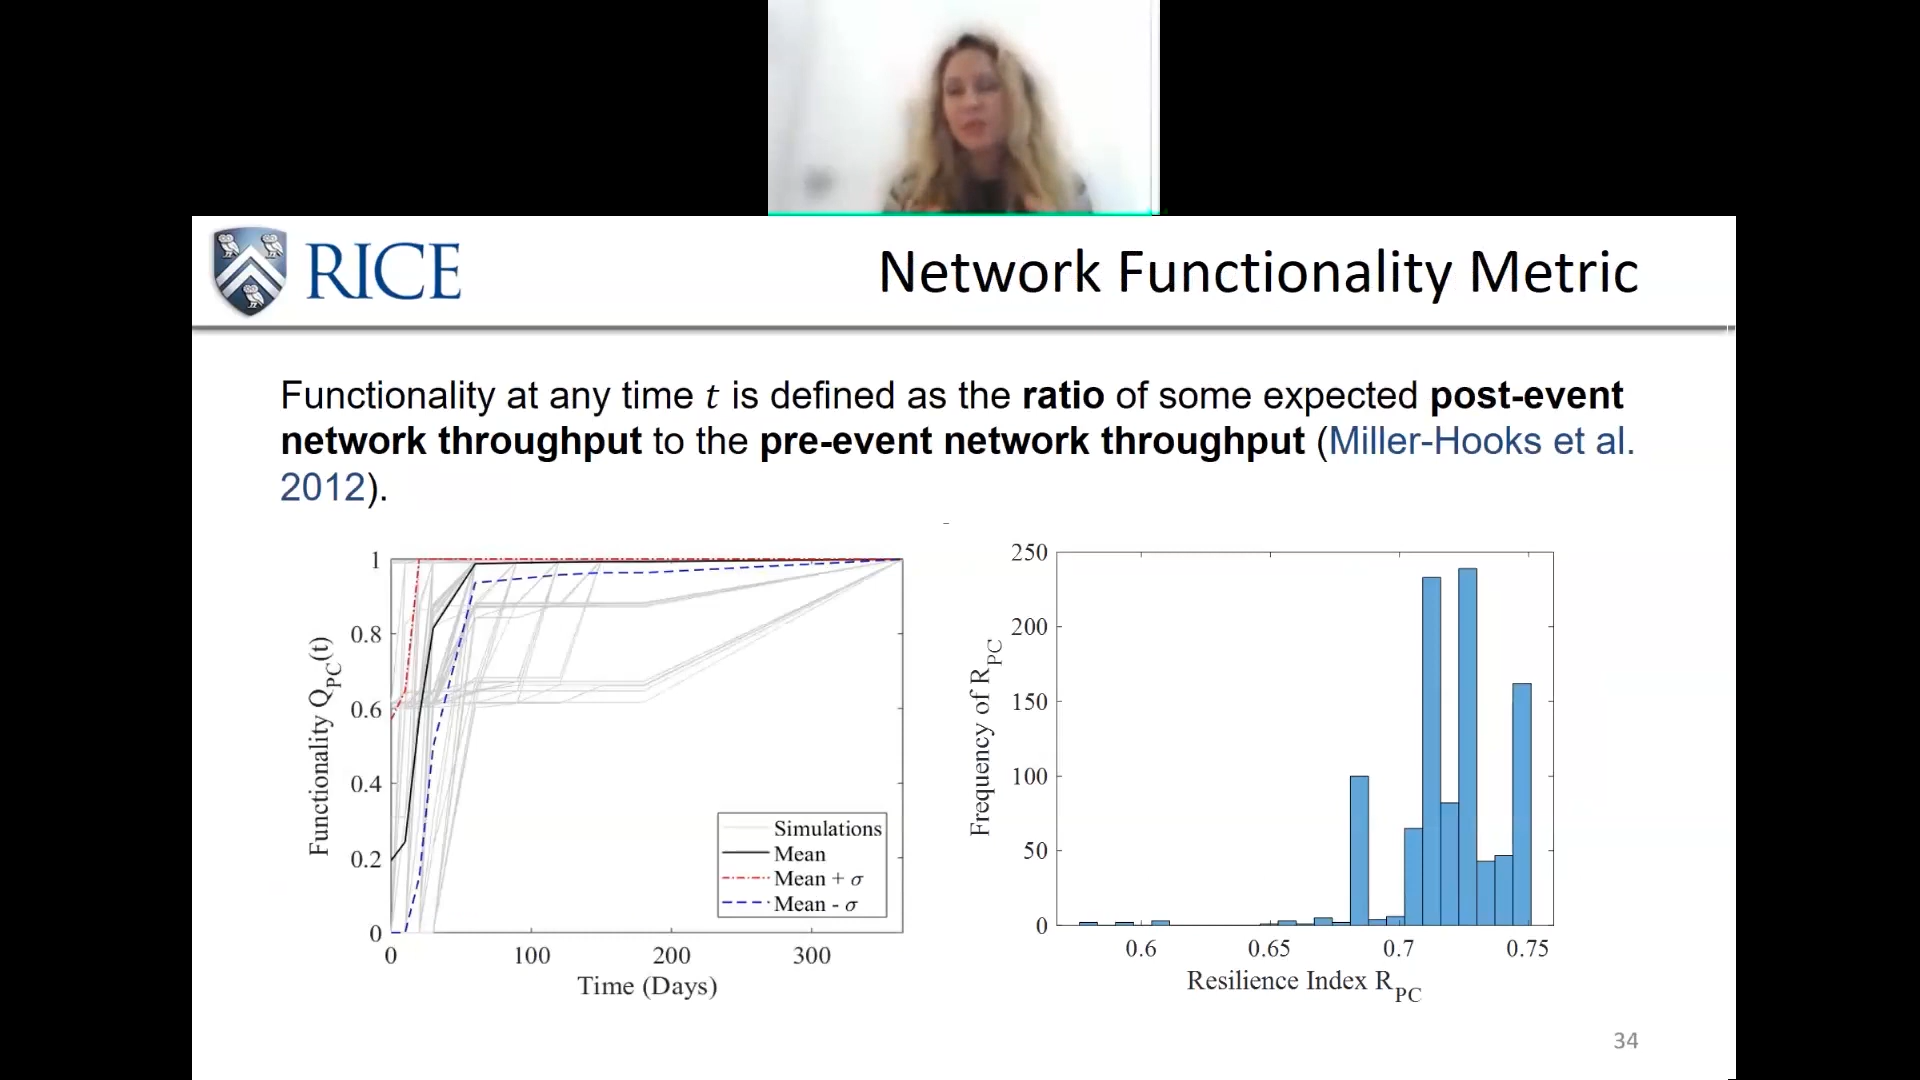 RICE
Network Functionality Metric
Functionality at any time t is defined as the ratio of some expected post-event
network throughput to the pre-event network throughput (Miller-Hooks et al.
2012).
1
0.8
0.6
0.4
0.2
0
0
100
200
300
Functionality Q_PC(t)
Time (Days)
Simulations
Mean
Mean + σ
Mean - σ
250
200
150
100
50
0
0.6
0.65
0.7
0.75
Frequency of R_PC
Resilience Index R_PC
34